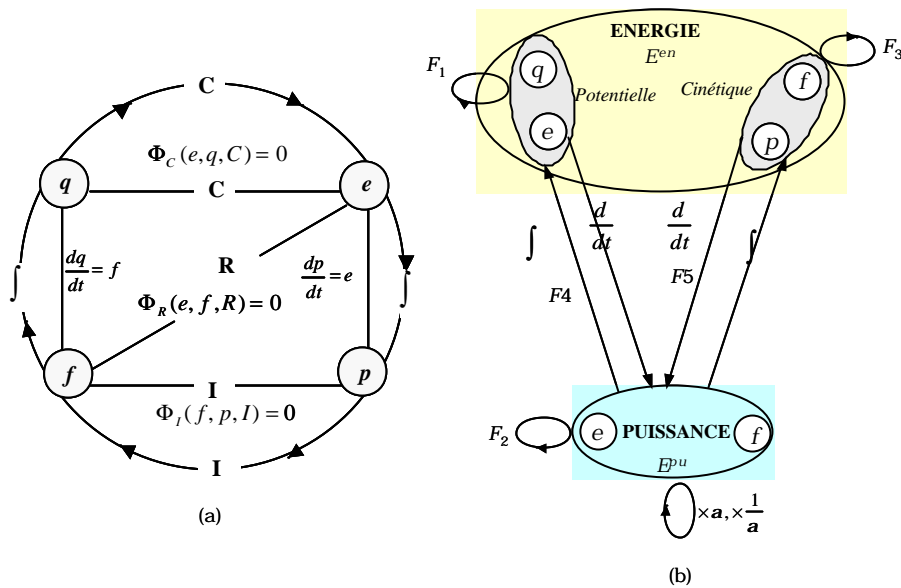 C
Φ_C (e, q, C) = 0
q
C
e
∫
dq/dt = f
R
dp/dt = e
∫
Φ_R (e, f, R) = 0
f
I
p
Φ_I (f, p, I) = 0
I
(a)
ENERGIE
E^en
F_1
q
Potentielle
e
Cinétique
f
p
F_3
∫
d/dt
d/dt
∫
F4
F5
F_2
e
PUISSANCE
f
E^pu
×a, ×1/a
(b)